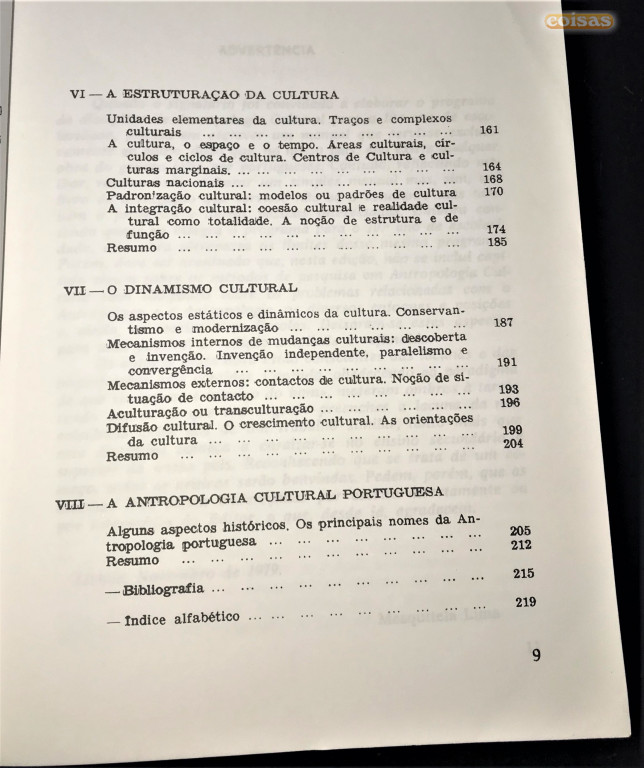 coisas
ADVERTÊNCIA
VI — A ESTRUTURAÇÃO DA CULTURA
Unidades elementares da cultura. Traços e complexos
culturais ... ... ... ... ... ... ... ... ... ... 161
A cultura, o espaço e o tempo. Áreas culturais, cír-
culos e ciclos de cultura. Centros de Cultura e cul-
turas marginais. ... ... ... ... ... ... ... ... ... 164
Culturas nacionais ... ... ... ... ... ... ... ... ... 168
Padronização cultural: modelos ou padrões de cultura 170
A integração cultural: coesão cultural e realidade cul-
tural como totalidade. A noção de estrutura e de
função ... ... ... ... ... ... ... ... ... ... ... 174
Resumo ... ... ... ... ... ... ... ... ... ... ... 185
VII — O DINAMISMO CULTURAL
Os aspectos estáticos e dinâmicos da cultura. Conservan-
tismo e modernização ... ... ... ... ... ... ... 187
Mecanismos internos de mudanças culturais: descoberta
e invenção. Invenção independente, paralelismo e
convergência ... ... ... ... ... ... ... ... ... 191
Mecanismos externos: contactos de cultura. Noção de si-
tuação de contacto ... ... ... ... ... ... ... ... 193
Aculturação ou transculturação ... ... ... ... ... ... 196
Difusão cultural. O crescimento cultural. As orientações
da cultura ... ... ... ... ... ... ... ... ... ... 199
Resumo ... ... ... ... ... ... ... ... ... ... ... 204
VIII — A ANTROPOLOGIA CULTURAL PORTUGUESA
Alguns aspectos históricos. Os principais nomes da An-
tropologia portuguesa ... ... ... ... ... ... ... ... 205
Resumo ... ... ... ... ... ... ... ... ... ... ... 212
— Bibliografia ... ... ... ... ... ... ... ... ... ... 215
— Índice alfabético ... ... ... ... ... ... ... ... ... 219
9